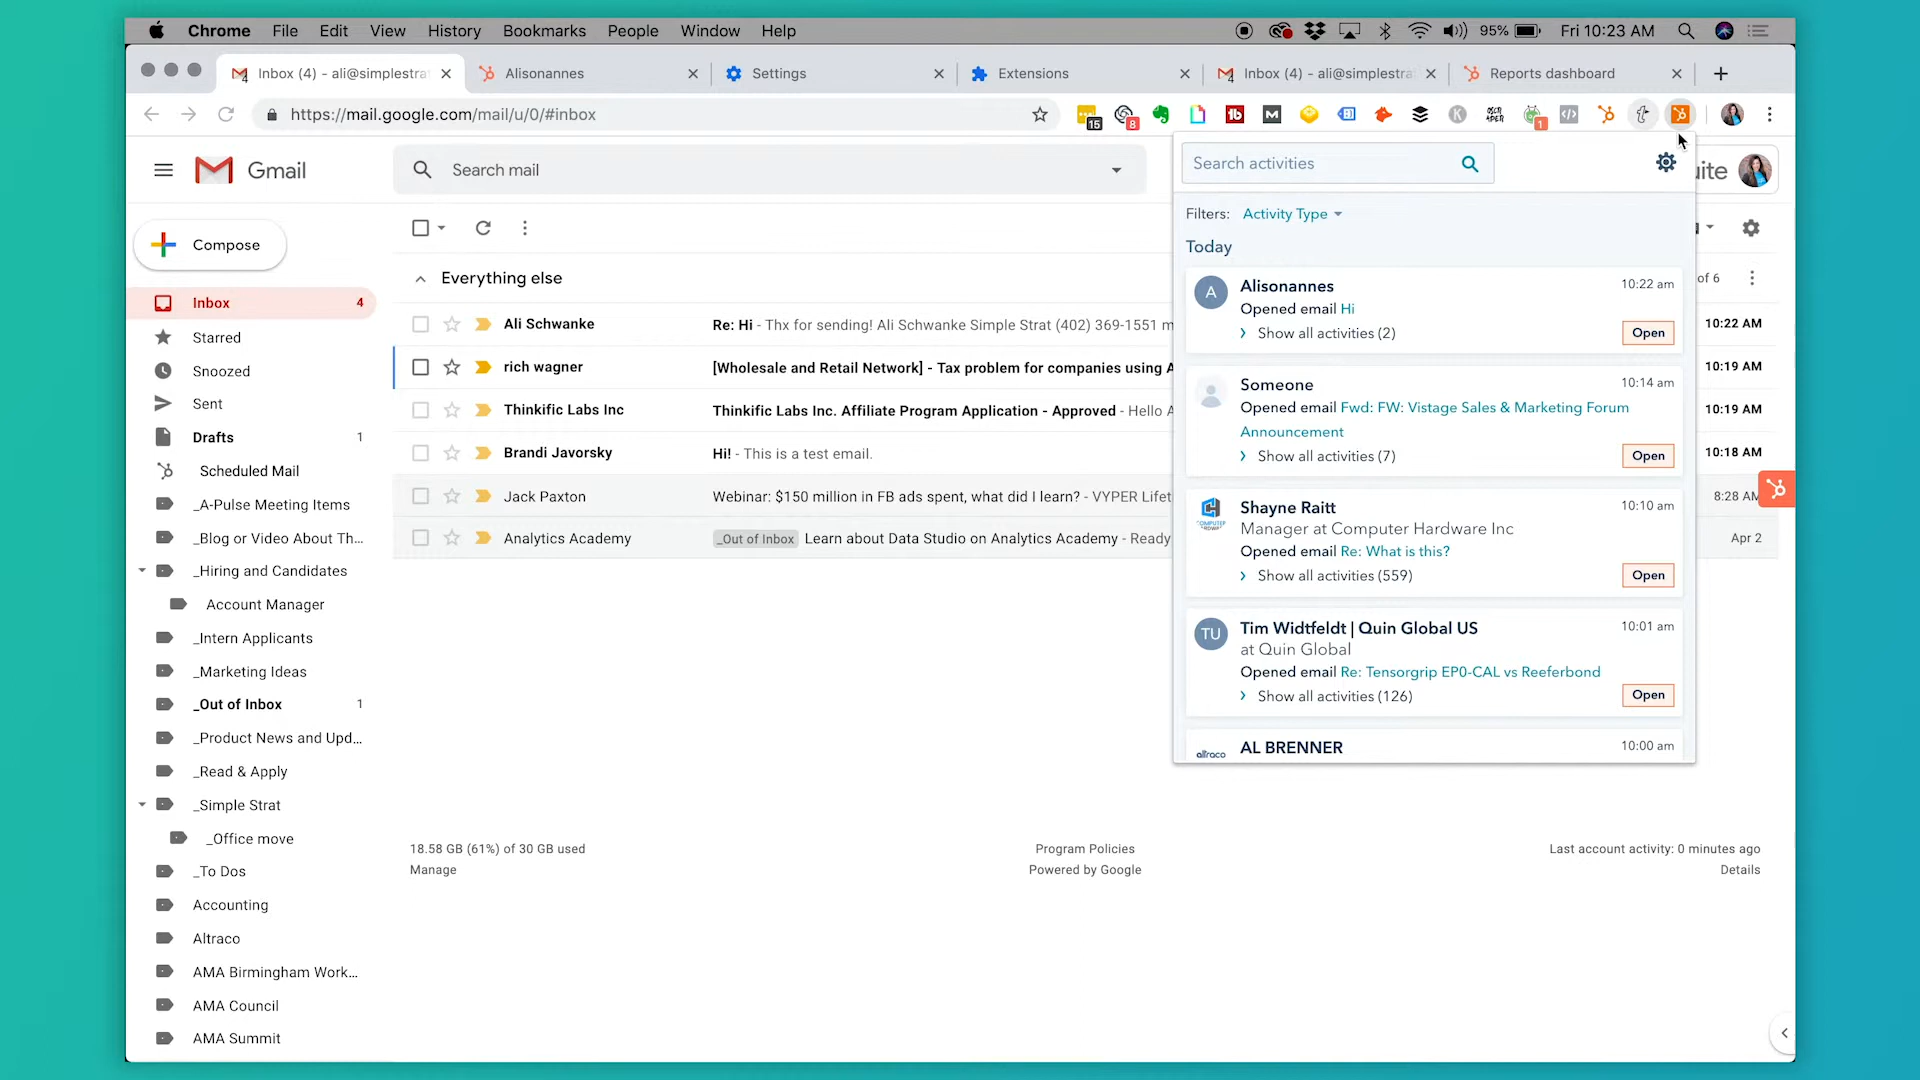 Chrome File Edit View History Bookmarks People Window Help 95% Fri 10:23 AM
Inbox (4) - ali@simplestra Alisonannes Settings Extensions Inbox (4) - ali@simplestra Reports dashboard
https://mail.google.com/mail/u/0/#inbox 15 8 1
Gmail
Search mail
uite
Search activities
Filters: Activity Type
Today
Compose
Inbox 4
Starred
Snoozed
Sent
Drafts 1
Scheduled Mail
_A-Pulse Meeting Items
_Blog or Video About Th...
_Hiring and Candidates
Account Manager
_Intern Applicants
_Marketing Ideas
_Out of Inbox 1
_Product News and Upd...
_Read & Apply
_Simple Strat
_Office move
_To Dos
Accounting
Altraco
AMA Birmingham Work...
AMA Council
AMA Summit
Everything else of 6
Ali Schwanke Re: Hi - Thx for sending! Ali Schwanke Simple Strat (402) 369-1551 m 10:22 AM
rich wagner [Wholesale and Retail Network] - Tax problem for companies using A 10:19 AM
Thinkific Labs Inc Thinkific Labs Inc. Affiliate Program Application - Approved - Hello A 10:19 AM
Brandi Javorsky Hi! - This is a test email. 10:18 AM
Jack Paxton Webinar: $150 million in FB ads spent, what did I learn? - VYPER Lifet 8:28 AM
Analytics Academy _Out of Inbox Learn about Data Studio on Analytics Academy - Ready Apr 2
A Alisonannes 10:22 am
Opened email Hi
Show all activities (2) Open
Someone 10:14 am
Opened email Fwd: FW: Vistage Sales & Marketing Forum
Announcement
Show all activities (7) Open
Shayne Raitt 10:10 am
Manager at Computer Hardware Inc
Opened email Re: What is this?
Show all activities (559) Open
TU Tim Widtfeldt | Quin Global US 10:01 am
at Quin Global
Opened email Re: Tensorgrip EP0-CAL vs Reeferbond
Show all activities (126) Open
altraco AL BRENNER 10:00 am
18.58 GB (61%) of 30 GB used
Manage
Program Policies
Powered by Google
Last account activity: 0 minutes ago
Details